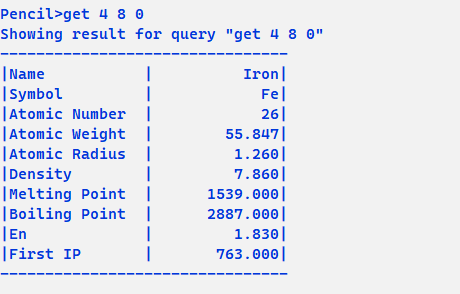 Pencil>get 4 8 0
Showing result for query "get 4 8 0"
--------------------------------
|Name           |          Iron|
|Symbol         |            Fe|
|Atomic Number  |            26|
|Atomic Weight  |        55.847|
|Atomic Radius  |         1.260|
|Density        |         7.860|
|Melting Point  |      1539.000|
|Boiling Point  |      2887.000|
|En             |         1.830|
|First IP       |       763.000|
--------------------------------